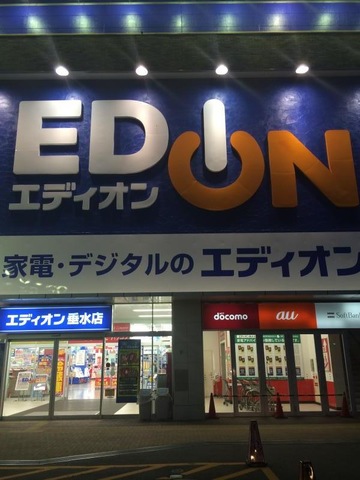 EDION
エディオン
家電・デジタルの エディオン
エディオン 垂水店
döcomo
au
SoftBank